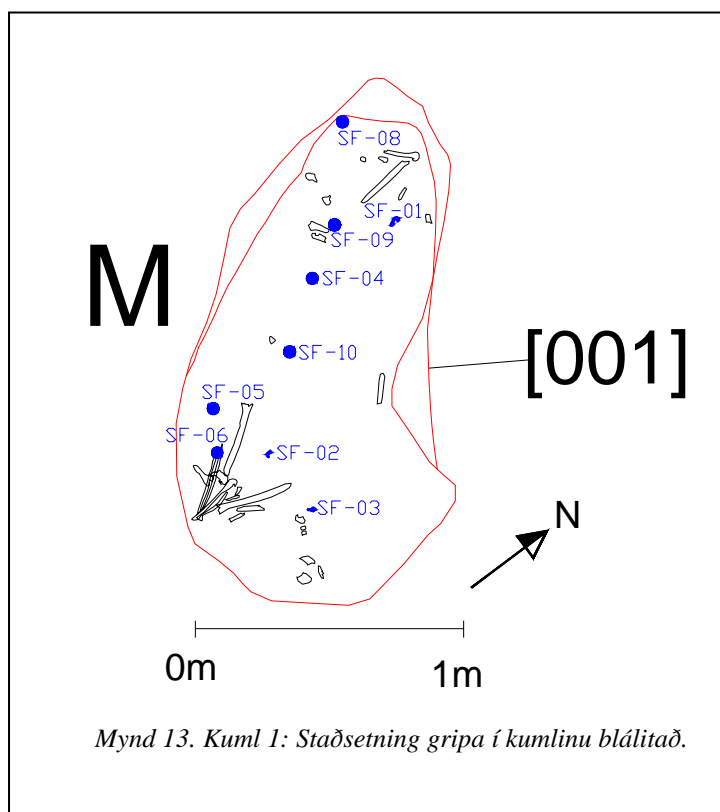 SF-08
SF-01
SF-09
M
SF-04
[001]
SF-10
SF-05
SF-06
SF-02
SF-03
N
0m
1m
Mynd 13. Kuml 1: Staðsetning gripa í kumlinu blálitað.